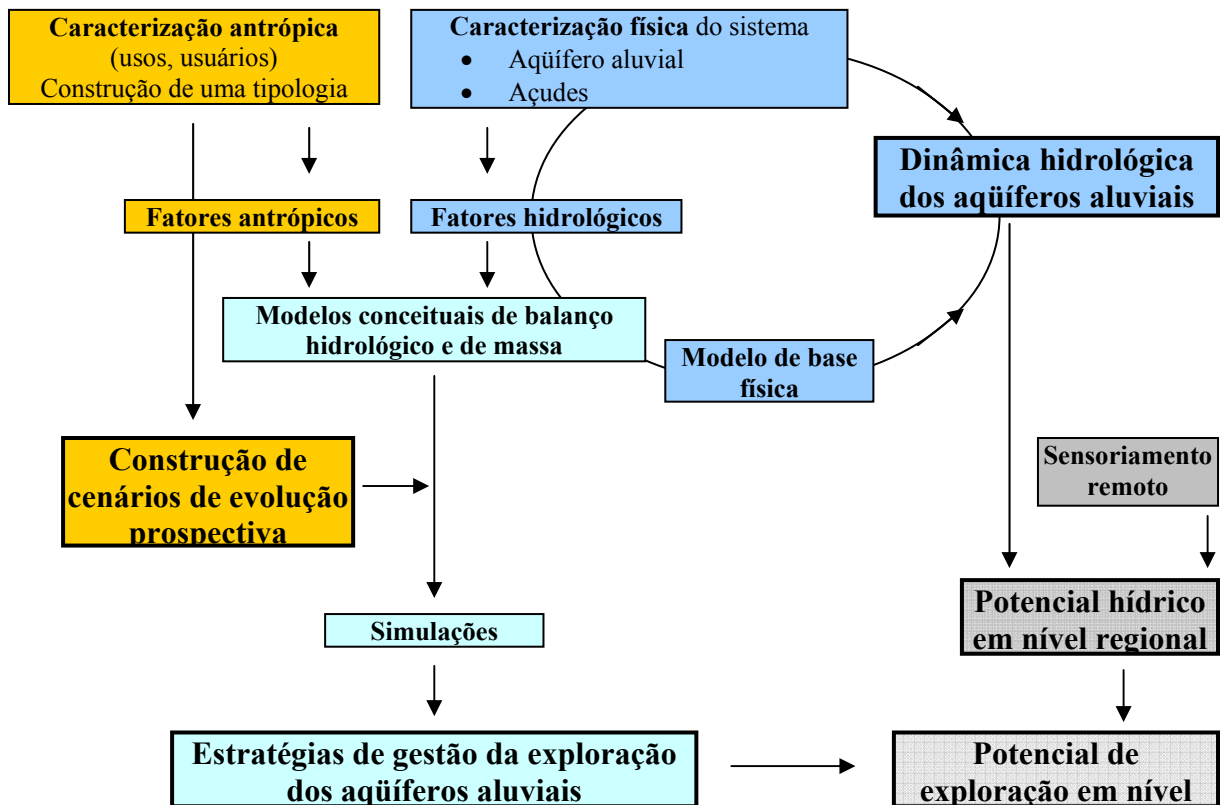 Caracterização antrópica
(usos, usuários)
Construção de uma tipologia
Caracterização física do sistema
• Aqüífero aluvial
• Açudes
Dinâmica hidrológica
dos aqüíferos aluviais
Fatores antrópicos
Fatores hidrológicos
Modelos conceituais de balanço
hidrológico e de massa
Modelo de base
física
Construção de
cenários de evolução
prospectiva
Sensoriamento
remoto
Simulações
Potencial hídrico
em nível regional
Estratégias de gestão da exploração
dos aqüíferos aluviais
Potencial de
exploração em nível